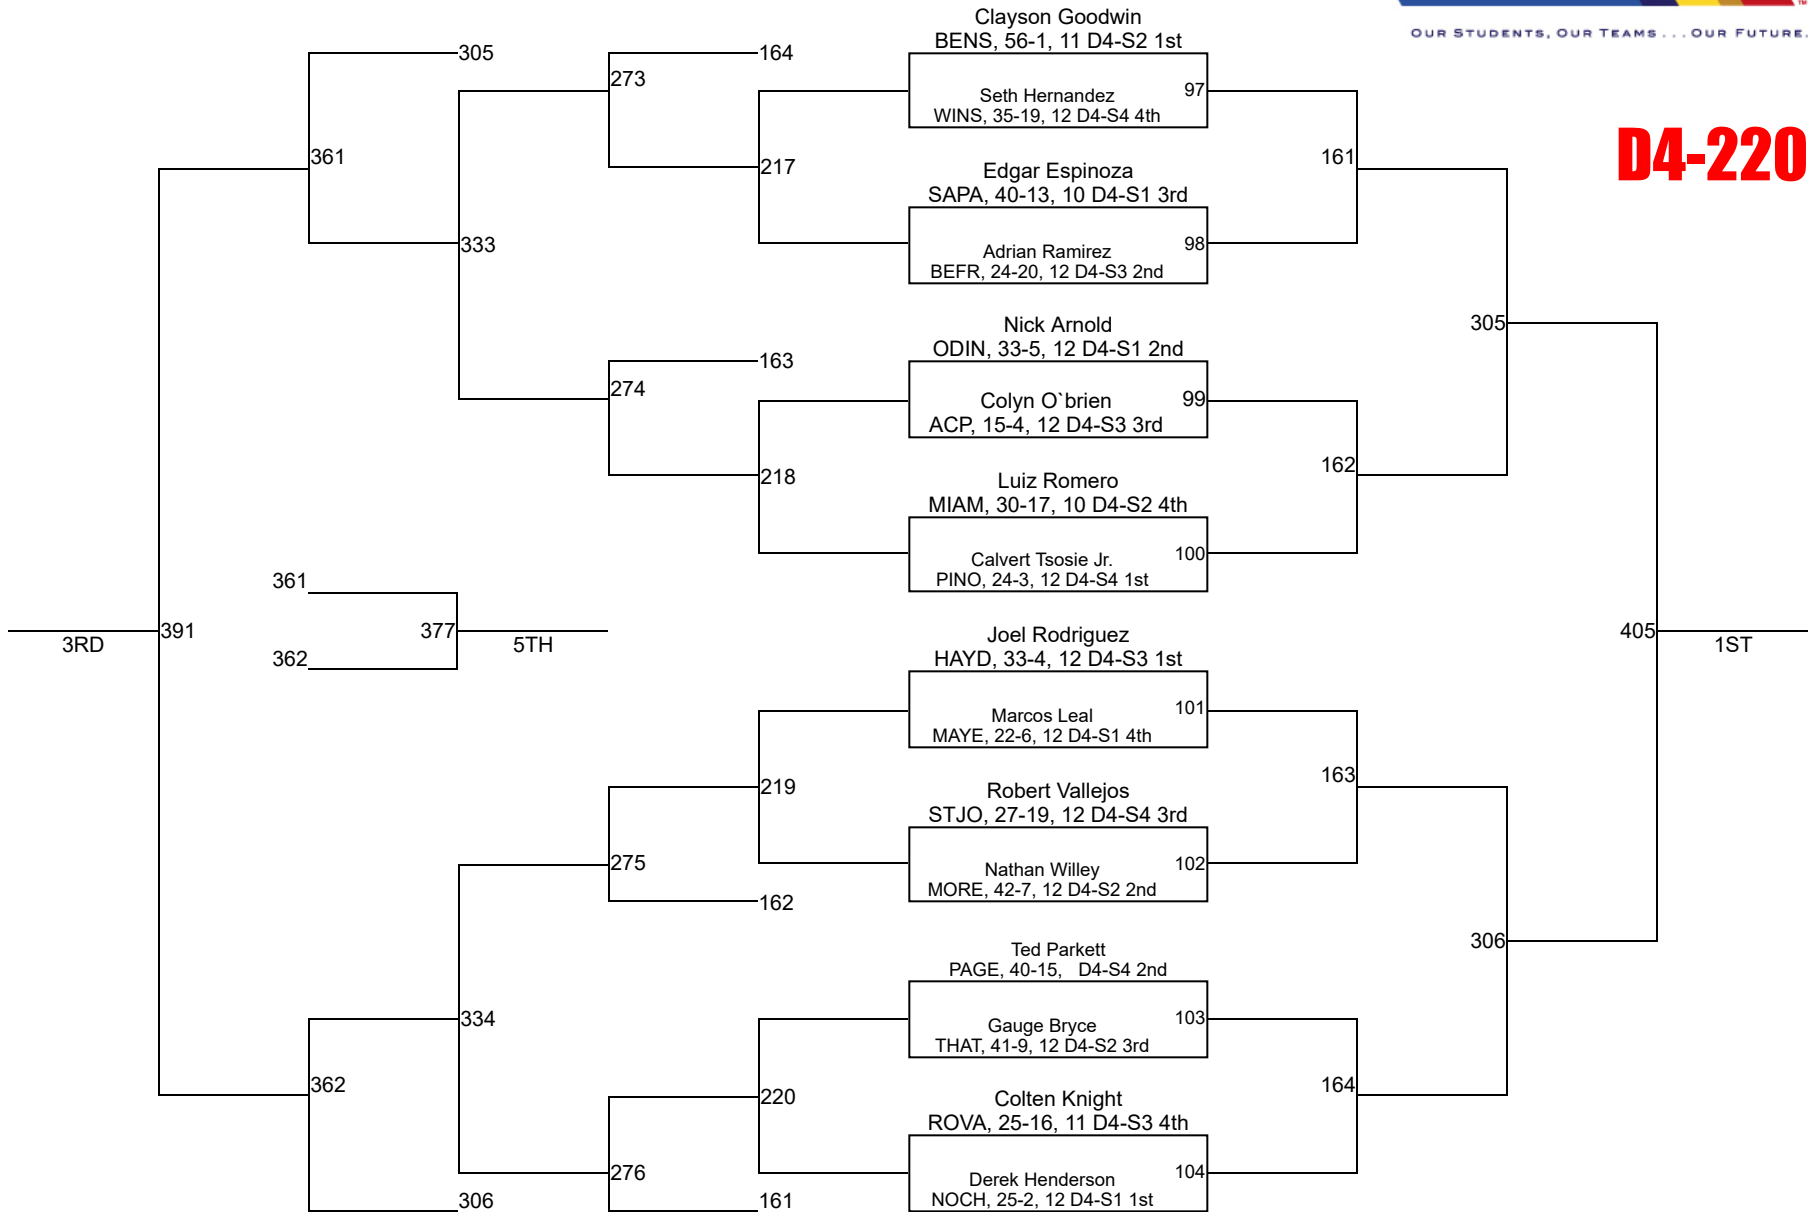 OUR STUDENTS, OUR TEAMS . . . OUR FUTURE.
TM
D4-220
Clayson Goodwin
BENS, 56-1, 11 D4-S2 1st
Seth Hernandez
WINS, 35-19, 12 D4-S4 4th
97
Edgar Espinoza
SAPA, 40-13, 10 D4-S1 3rd
Adrian Ramirez
BEFR, 24-20, 12 D4-S3 2nd
98
Nick Arnold
ODIN, 33-5, 12 D4-S1 2nd
Colyn O`brien
ACP, 15-4, 12 D4-S3 3rd
99
Luiz Romero
MIAM, 30-17, 10 D4-S2 4th
Calvert Tsosie Jr.
PINO, 24-3, 12 D4-S4 1st
100
Joel Rodriguez
HAYD, 33-4, 12 D4-S3 1st
Marcos Leal
MAYE, 22-6, 12 D4-S1 4th
101
Robert Vallejos
STJO, 27-19, 12 D4-S4 3rd
Nathan Willey
MORE, 42-7, 12 D4-S2 2nd
102
Ted Parkett
PAGE, 40-15, D4-S4 2nd
Gauge Bryce
THAT, 41-9, 12 D4-S2 3rd
103
Colten Knight
ROVA, 25-16, 11 D4-S3 4th
Derek Henderson
NOCH, 25-2, 12 D4-S1 1st
104
161
162
163
164
305
306
405
1ST
164
217
273
163
218
274
333
305
361
219
162
275
220
161
276
334
306
362
391
3RD
361
362
377
5TH